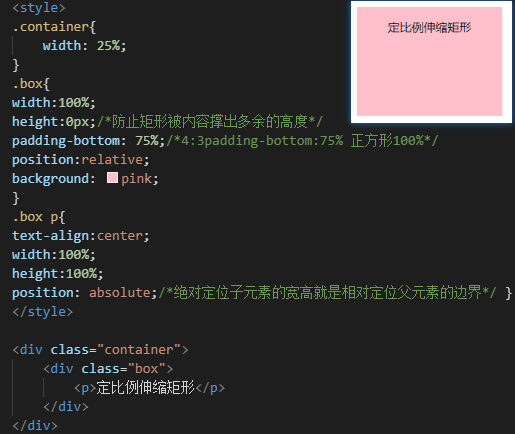 <style>
定比例伸缩矩形
.container{
width: 25%;
}
.box{
width:100%;
height:0px;/*防止矩形被内容撑出多余的高度*/
padding-bottom: 75%;/*4:3padding-bottom:75% 正方形100%*/
position:relative;
background: pink;
}
.box p{
text-align:center;
width:100%;
height:100%;
position: absolute;/*绝对定位子元素的宽高就是相对定位父元素的边界*/ }
</style>
<div class="container">
<div class="box">
<p>定比例伸缩矩形</p>
</div>
</div>